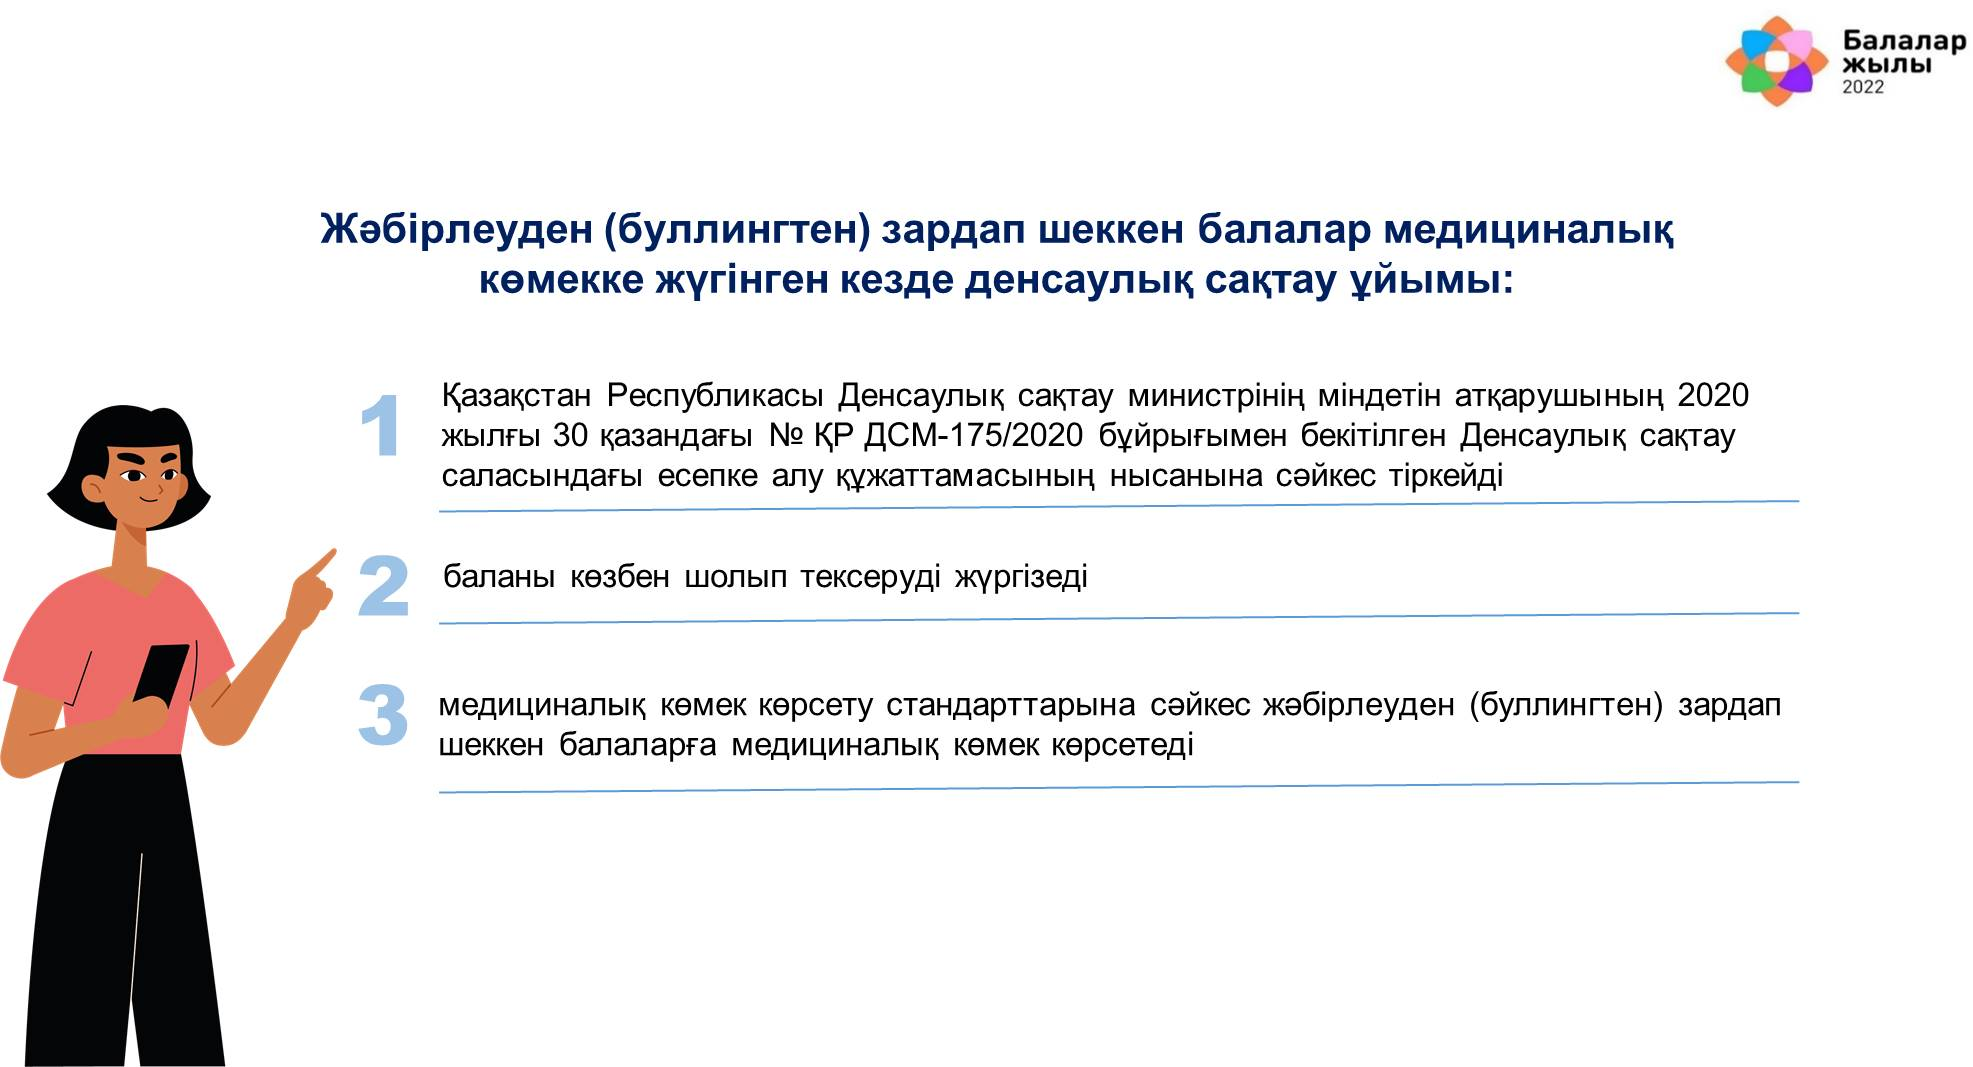 Балалар
жылы
2022
Жәбірлеуден (буллингтен) зардап шеккен балалар медициналық
көмекке жүгінген кезде денсаулық сақтау ұйымы:
1
Қазақстан Республикасы Денсаулық сақтау министрінің міндетін атқарушының 2020
жылғы 30 қазандағы № ҚР ДСМ-175/2020 бұйрығымен бекітілген Денсаулық сақтау
саласындағы есепке алу құжаттамасының нысанына сәйкес тіркейді
2
баланы көзбен шолып тексеруді жүргізеді
3
медициналық көмек көрсету стандарттарына сәйкес жәбірлеуден (буллингтен) зардап
шеккен балаларға медициналық көмек көрсетеді